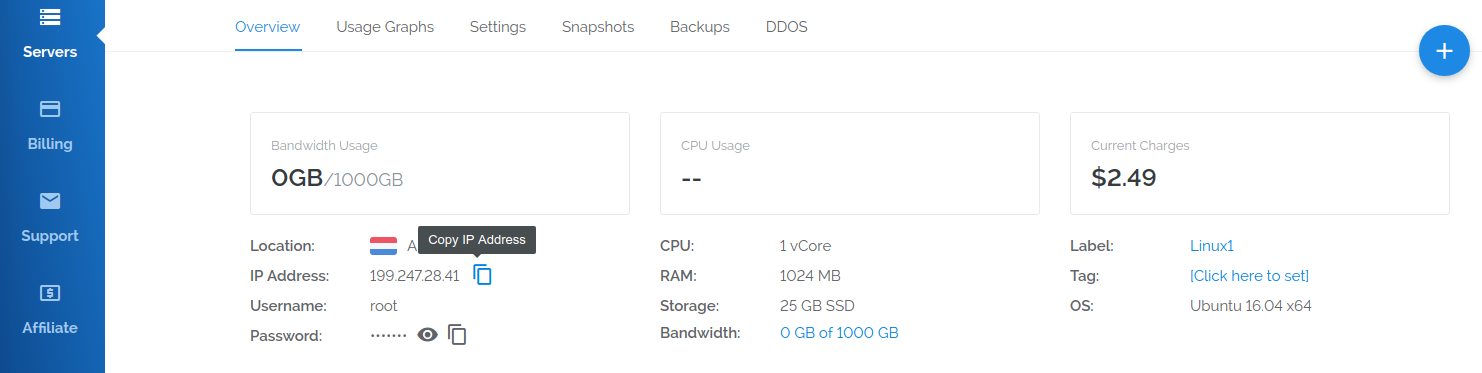 Servers
Billing
Support
Affiliate
Overview Usage Graphs Settings Snapshots Backups DDOS
Bandwidth Usage
0GB/1000GB
CPU Usage
--
Current Charges
$2.49
Copy IP Address
Location:
IP Address: 199.247.28.41
Username: root
Password: •••••••
CPU: 1 vCore
RAM: 1024 MB
Storage: 25 GB SSD
Bandwidth: 0 GB of 1000 GB
Label: Linux1
Tag: [Click here to set]
OS: Ubuntu 16.04 x64